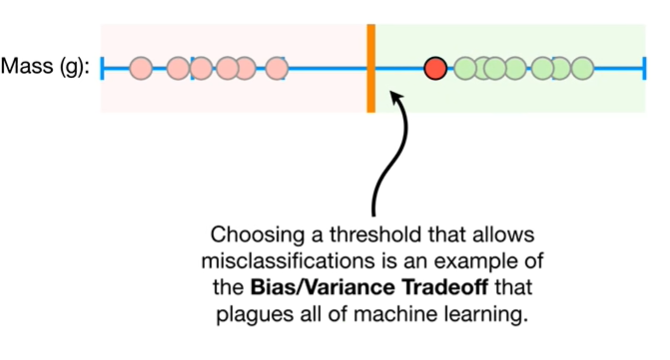 Mass (g):
Choosing a threshold that allows
misclassifications is an example of
the Bias/Variance Tradeoff that
plagues all of machine learning.